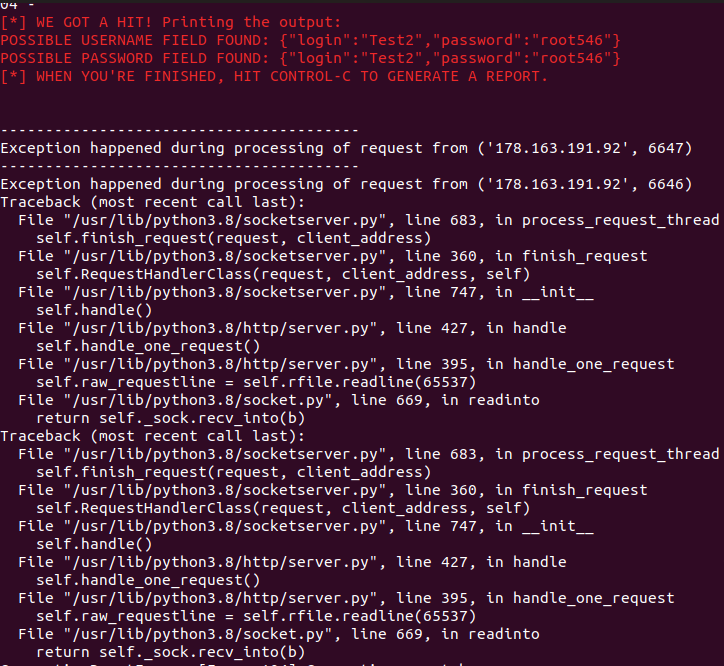 04 -
[*] WE GOT A HIT! Printing the output:
POSSIBLE USERNAME FIELD FOUND: {"login":"Test2","password":"root546"}
POSSIBLE PASSWORD FIELD FOUND: {"login":"Test2","password":"root546"}
[*] WHEN YOU'RE FINISHED, HIT CONTROL-C TO GENERATE A REPORT.
----------------------------------------
Exception happened during processing of request from ('178.163.191.92', 6647)
----------------------------------------
Exception happened during processing of request from ('178.163.191.92', 6646)
Traceback (most recent call last):
  File "/usr/lib/python3.8/socketserver.py", line 683, in process_request_thread
    self.finish_request(request, client_address)
  File "/usr/lib/python3.8/socketserver.py", line 360, in finish_request
    self.RequestHandlerClass(request, client_address, self)
  File "/usr/lib/python3.8/socketserver.py", line 747, in __init__
    self.handle()
  File "/usr/lib/python3.8/http/server.py", line 427, in handle
    self.handle_one_request()
  File "/usr/lib/python3.8/http/server.py", line 395, in handle_one_request
    self.raw_requestline = self.rfile.readline(65537)
  File "/usr/lib/python3.8/socket.py", line 669, in readinto
    return self._sock.recv_into(b)
Traceback (most recent call last):
  File "/usr/lib/python3.8/socketserver.py", line 683, in process_request_thread
    self.finish_request(request, client_address)
  File "/usr/lib/python3.8/socketserver.py", line 360, in finish_request
    self.RequestHandlerClass(request, client_address, self)
  File "/usr/lib/python3.8/socketserver.py", line 747, in __init__
    self.handle()
  File "/usr/lib/python3.8/http/server.py", line 427, in handle
    self.handle_one_request()
  File "/usr/lib/python3.8/http/server.py", line 395, in handle_one_request
    self.raw_requestline = self.rfile.readline(65537)
  File "/usr/lib/python3.8/socket.py", line 669, in readinto
    return self._sock.recv_into(b)